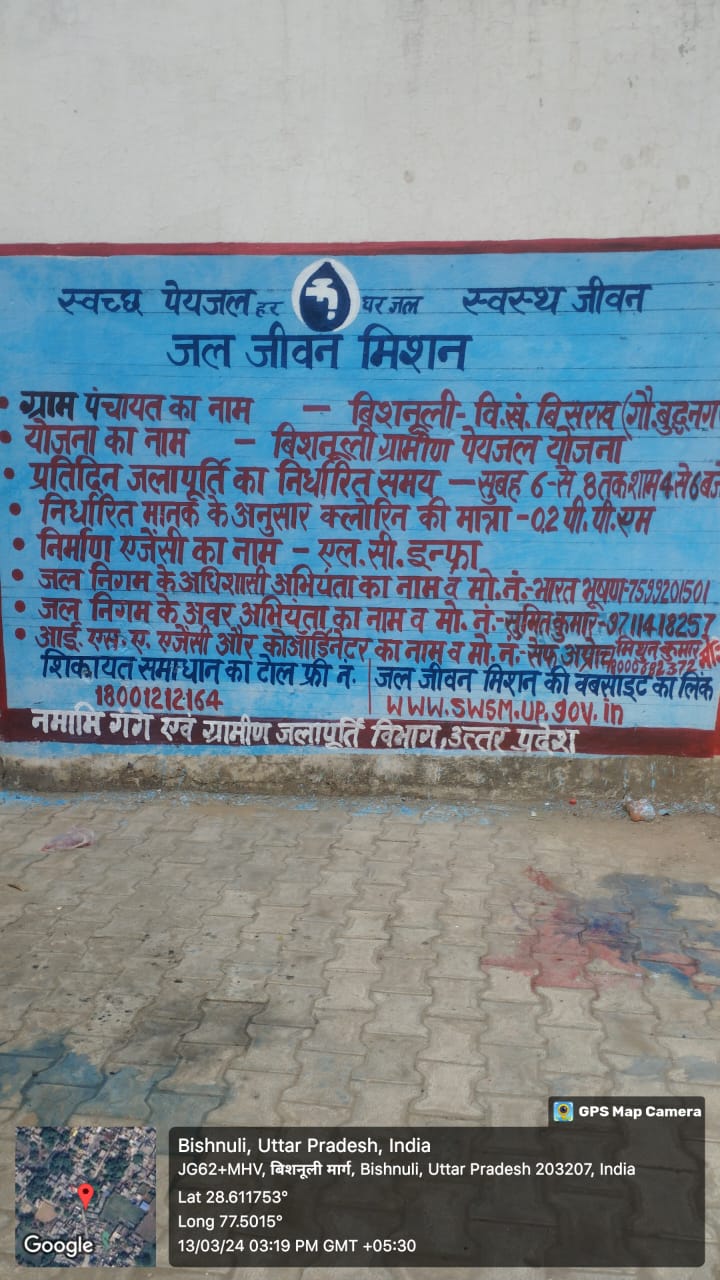 स्वच्छ पेयजल हर घर जल स्वस्थ जीवन
जल जीवन मिशन
• ग्राम पंचायत का नाम - बिशनूली- वि.खं. बिसरख (गौ.बुद्धनग
• योजना का नाम - बिशनूली ग्रामीण पेयजल योजना
• प्रतिदिन जलापूर्ति का निर्धारित समय - सुबह 6-से 8 तक शाम 4 से 6 बजे
• निर्धारित मानक के अनुसार क्लोरिन की मात्रा - 0.2 पी.पी.एम
• निर्माण एजेंसी का नाम - एल.सी.इन्फ्रा
• जल निगम के अधिशासी अभियंता का नाम व मो.नं.- भारत भूषण-7599201501
• जल निगम के अवर अभियंता का नाम व मो. नं.- सुमित कुमार-9711418257
• आई. एस. ए. एजेंसी और कोऑर्डिनेटर का नाम व मो.नं.- सेफ अप्रोच मिथुन कुमार
शिकायत समाधान का टोल फ्री नं. जल जीवन मिशन की वेबसाइट का लिंक
18001212164 WWW.SWSM.UP.gov.in
नमामि गंगे एवं ग्रामीण जलापूर्ति विभाग, उत्तर प्रदेश
GPS Map Camera
Bishnuli, Uttar Pradesh, India
JG62+MHV, बिशनूली मार्ग, Bishnuli, Uttar Pradesh 203207, India
Lat 28.611753°
Long 77.5015°
13/03/24 03:19 PM GMT +05:30
Google